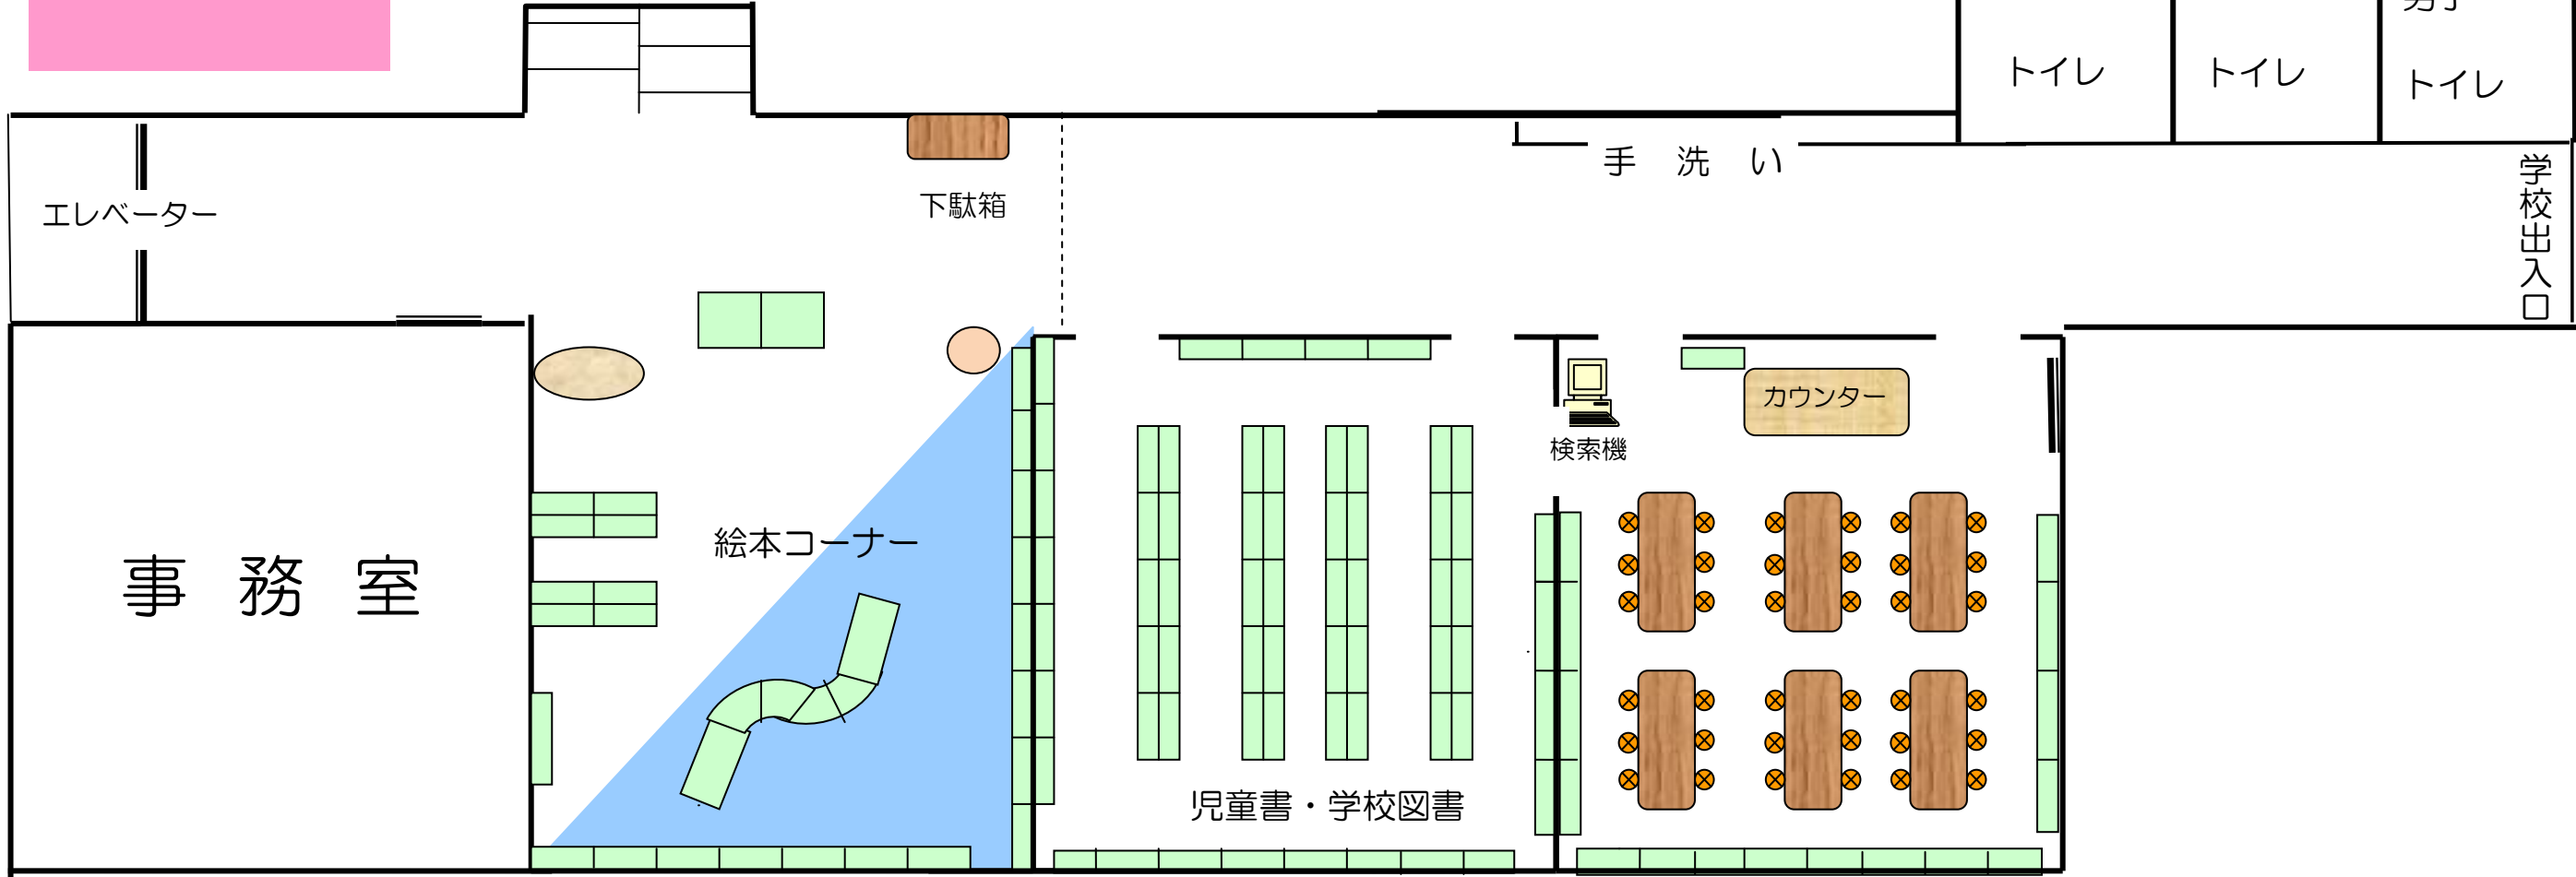 トイレ
トイレ
トイレ
手 洗 い
学校出入口
エレベーター
下駄箱
カウンター
検索機
絵本コーナー
事 務 室
児童書・学校図書